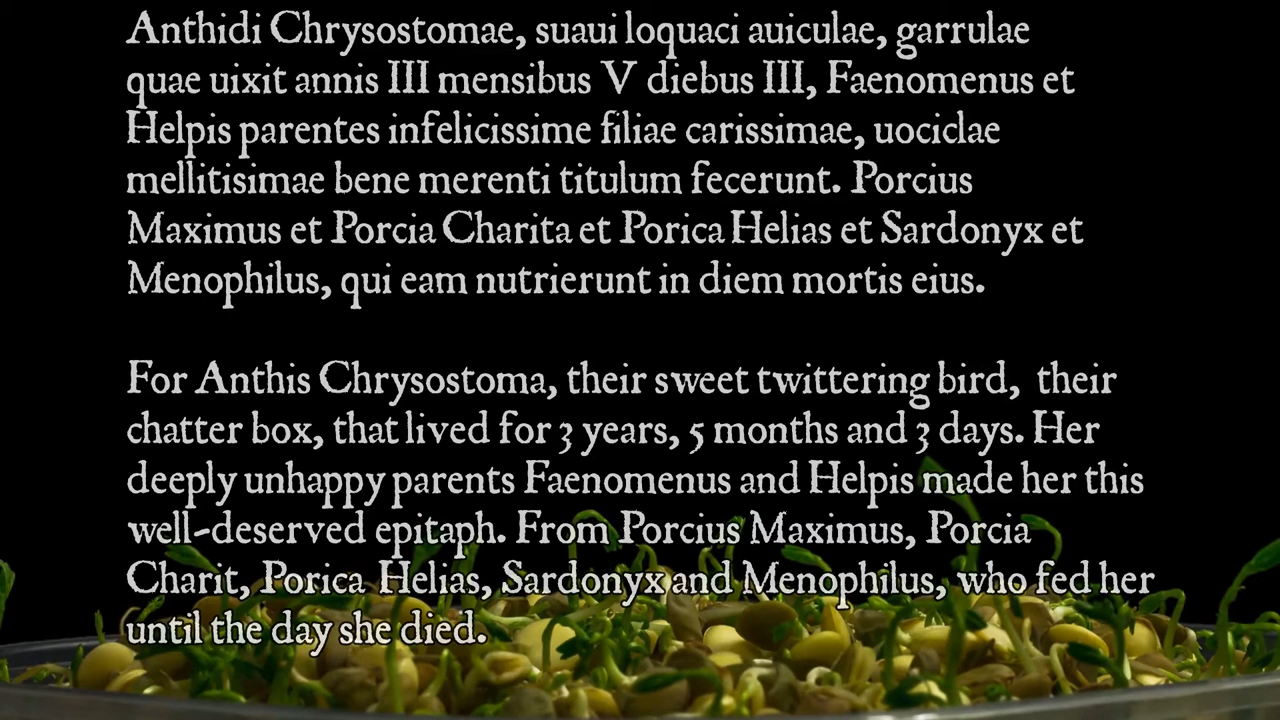 Anthidi Chrysostomae, suaui loquaci auiculae, garrulae
quae uixit annis III mensibus V diebus III, Faenomenus et
Helpis parentes infelicissime filiae carissimae, uociclae
mellitisimae bene merenti titulum fecerunt. Porcius
Maximus et Porcia Charita et Porica Helias et Sardonyx et
Menophilus, qui eam nutrierunt in diem mortis eius.

For Anthis Chrysostoma, their sweet twittering bird, their
chatter box, that lived for 3 years, 5 months and 3 days. Her
deeply unhappy parents Faenomenus and Helpis made her this
well-deserved epitaph. From Porcius Maximus, Porcia
Charit, Porica Helias, Sardonyx and Menophilus, who fed her
until the day she died.